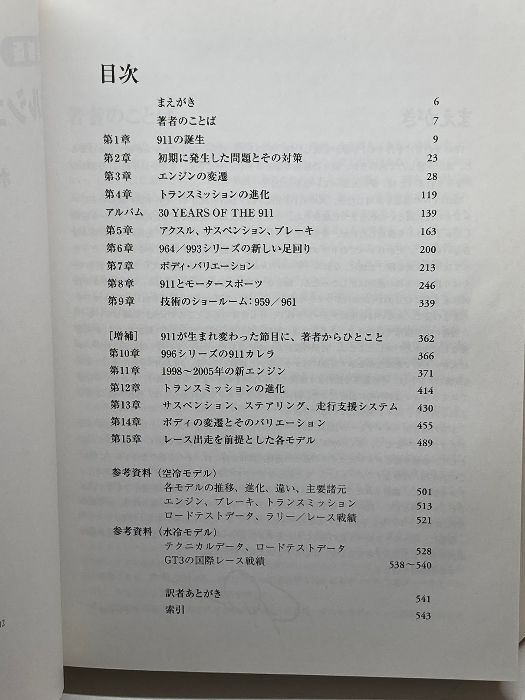 目次
まえがき 6
著者のことば 7
第1章 911の誕生 9
第2章 初期に発生した問題とその対策 23
第3章 エンジンの変遷 28
第4章 トランスミッションの進化 119
アルバム 30 YEARS OF THE 911 139
第5章 アクスル、サスペンション、ブレーキ 163
第6章 964/993シリーズの新しい足回り 200
第7章 ボディ・バリエーション 213
第8章 911とモータースポーツ 246
第9章 技術のショールーム：959/961 339
［増補］ 911が生まれ変わった節目に、著者からひとこと 362
第10章 996シリーズの911カレラ 366
第11章 1998〜2005年の新エンジン 371
第12章 トランスミッションの進化 414
第13章 サスペンション、ステアリング、走行支援システム 430
第14章 ボディの変遷とそのバリエーション 455
第15章 レース出走を前提とした各モデル 489
参考資料（空冷モデル）
各モデルの推移、進化、違い、主要諸元 501
エンジン、ブレーキ、トランスミッション 513
ロードテストデータ、ラリー／レース戦績 521
参考資料（水冷モデル）
テクニカルデータ、ロードテストデータ 528
GT3の国際レース戦績 538〜540
訳者あとがき 541
索引 543